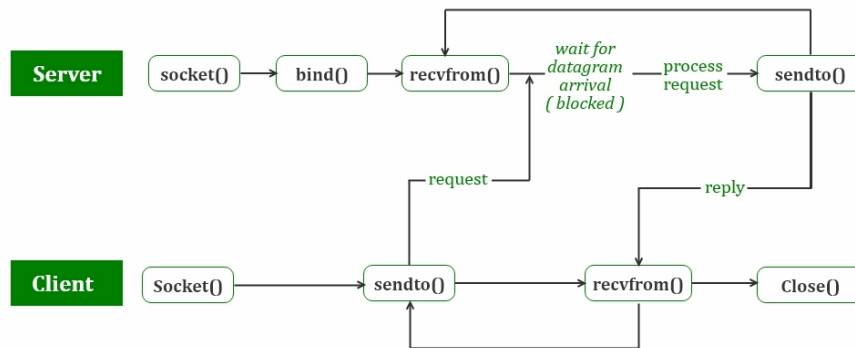 Server
socket()
bind()
recvfrom()
wait for
datagram
arrival
( blocked )
process
request
sendto()
request
reply
Client
Socket()
sendto()
recvfrom()
Close()